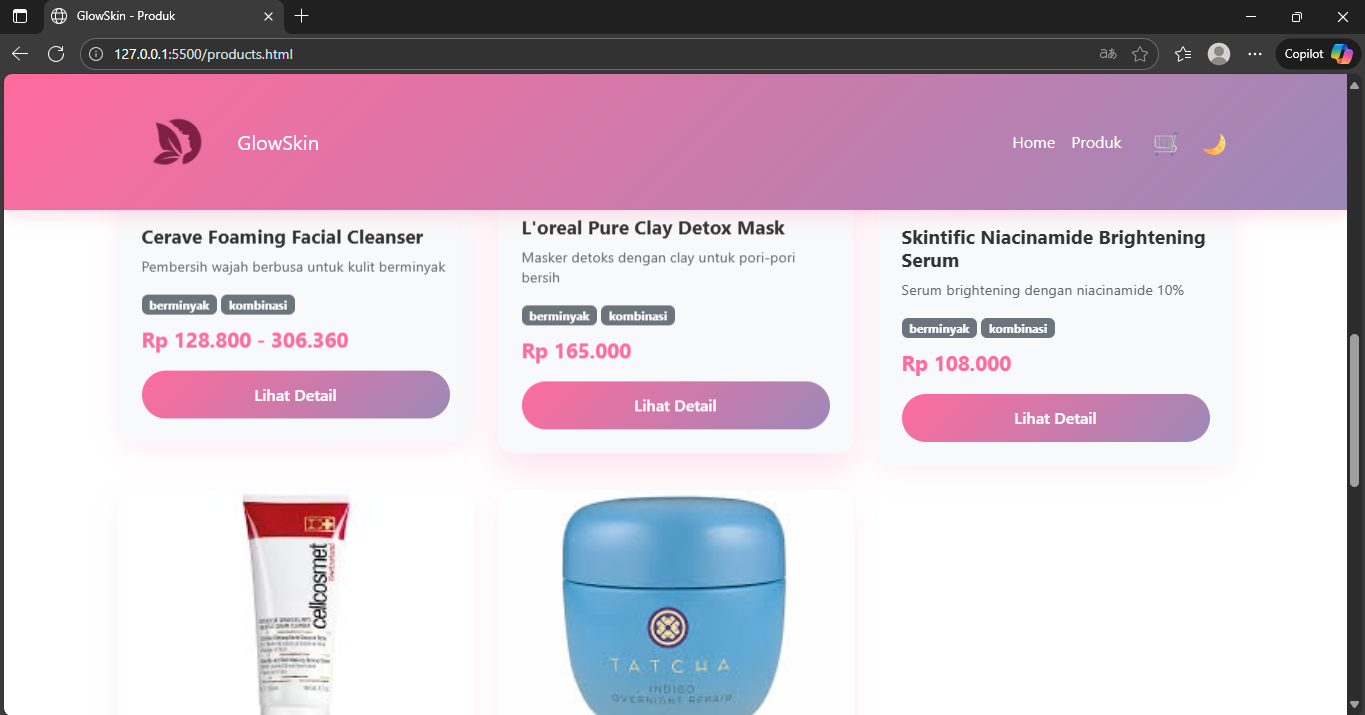 GlowSkin - Produk
127.0.0.1:5500/products.html
Copilot
GlowSkin
Home
Produk
Cerave Foaming Facial Cleanser
Pembersih wajah berbusa untuk kulit berminyak
berminyak
kombinasi
Rp 128.800 - 306.360
Lihat Detail
L'oreal Pure Clay Detox Mask
Masker detoks dengan clay untuk pori-pori
bersih
berminyak
kombinasi
Rp 165.000
Lihat Detail
Skintific Niacinamide Brightening
Serum
Serum brightening dengan niacinamide 10%
berminyak
kombinasi
Rp 108.000
Lihat Detail
cellcosmet
Switzerland
TATCHA
INDIGO
OVERNIGHT REPAIR